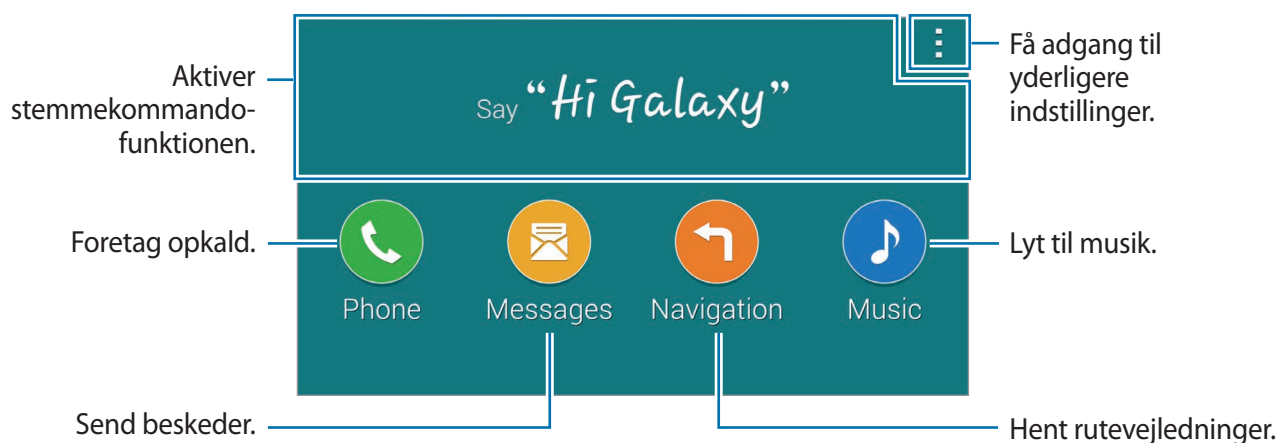 Aktiver
stemmekommando-
funktionen.
Say “Hi Galaxy”
Få adgang til
yderligere
indstillinger.
Foretag opkald.
Lyt til musik.
Phone
Messages
Navigation
Music
Send beskeder.
Hent rutevejledninger.